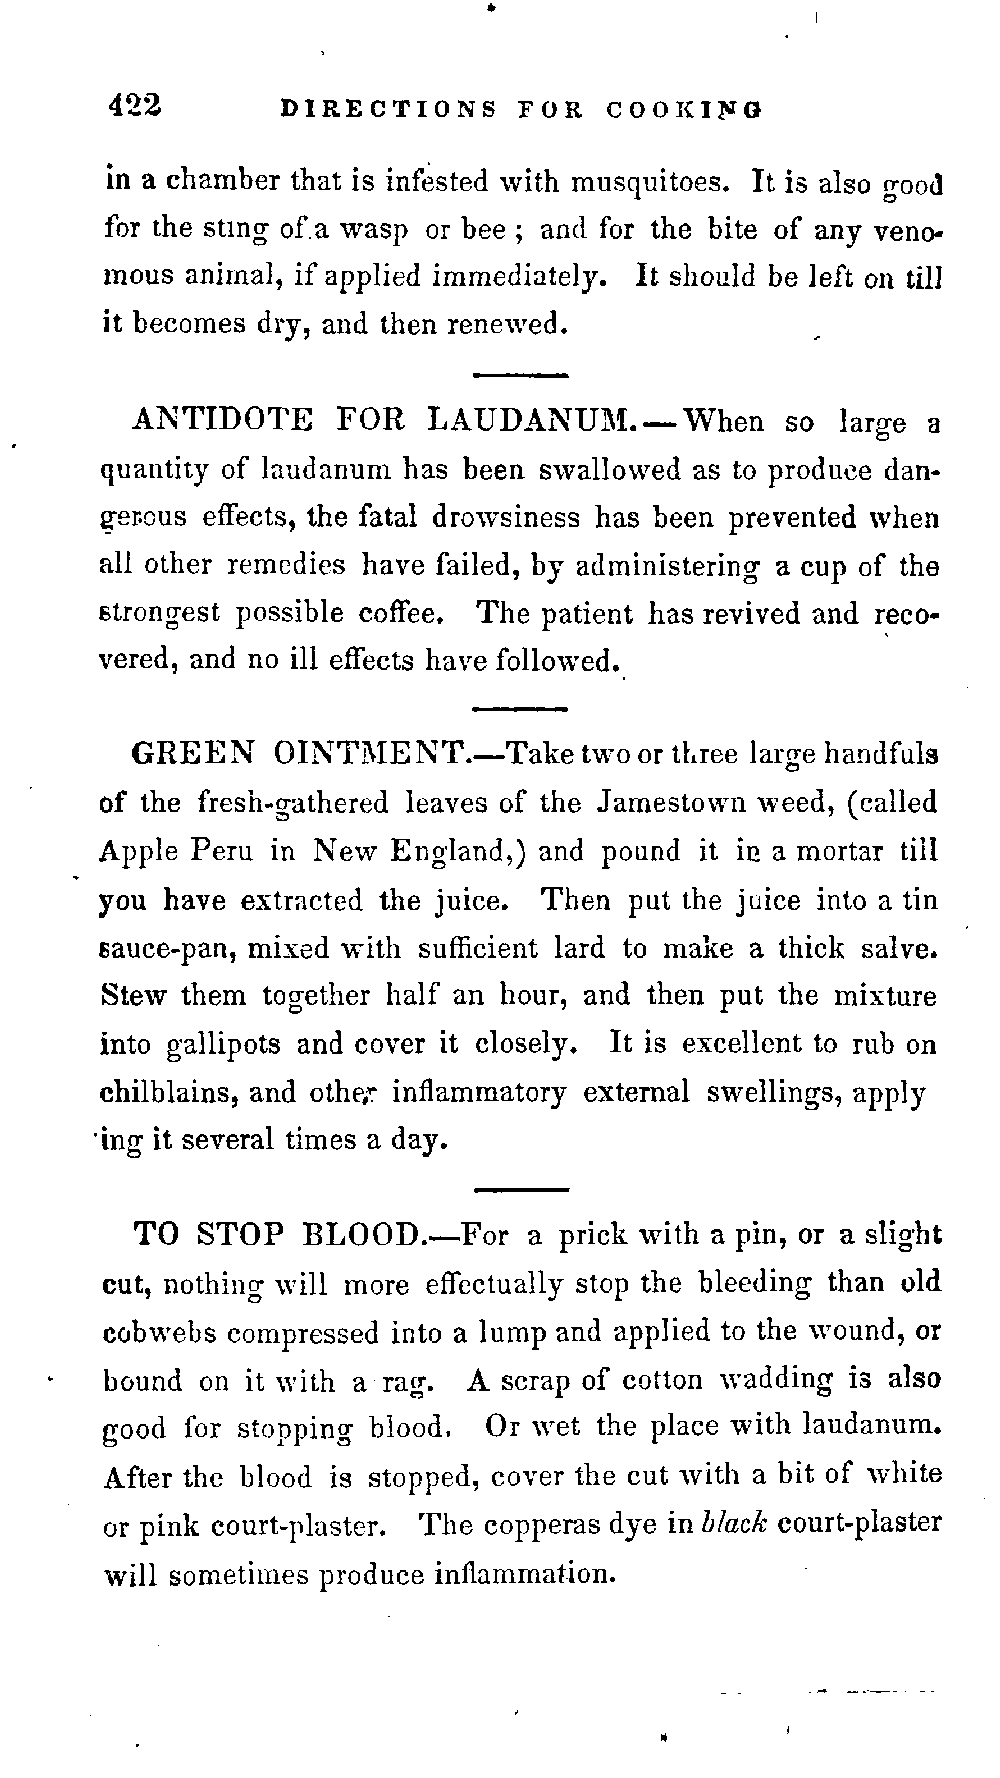 422 DIRECTIONS FOR COOKING
in a chamber that is infested with musquitoes. It is also good
for the sting of a wasp or bee ; and for the bite of any veno-
mous animal, if applied immediately. It should be left on till
it becomes dry, and then renewed.
ANTIDOTE FOR LAUDANUM.—When so large a
quantity of laudanum has been swallowed as to produce dan-
gerous effects, the fatal drowsiness has been prevented when
all other remedies have failed, by administering a cup of the
strongest possible coffee. The patient has revived and reco-
vered, and no ill effects have followed.
GREEN OINTMENT.—Take two or three large handfuls
of the fresh-gathered leaves of the Jamestown weed, (called
Apple Peru in New England,) and pound it in a mortar till
you have extracted the juice. Then put the juice into a tin
sauce-pan, mixed with sufficient lard to make a thick salve.
Stew them together half an hour, and then put the mixture
into gallipots and cover it closely. It is excellent to rub on
chilblains, and other inflammatory external swellings, apply
ing it several times a day.
TO STOP BLOOD.—For a prick with a pin, or a slight
cut, nothing will more effectually stop the bleeding than old
cobwebs compressed into a lump and applied to the wound, or
bound on it with a rag. A scrap of cotton wadding is also
good for stopping blood. Or wet the place with laudanum.
After the blood is stopped, cover the cut with a bit of white
or pink court-plaster. The copperas dye in black court-plaster
will sometimes produce inflammation.